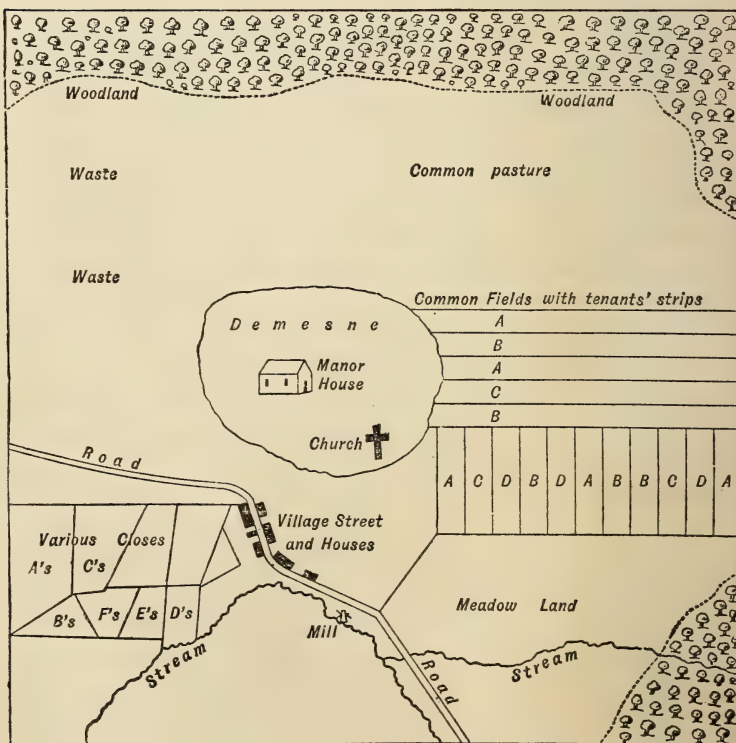 Woodland
Woodland
Waste
Common pasture
Waste
Common Fields with tenants' strips
Demesne
A
B
A
C
B
Manor
House
Church
Road
A C D B D A B B C D A
Village Street
and Houses
Various Closes
A's C's
B's F's E's D's
Mill
Meadow Land
Stream
Road
Stream